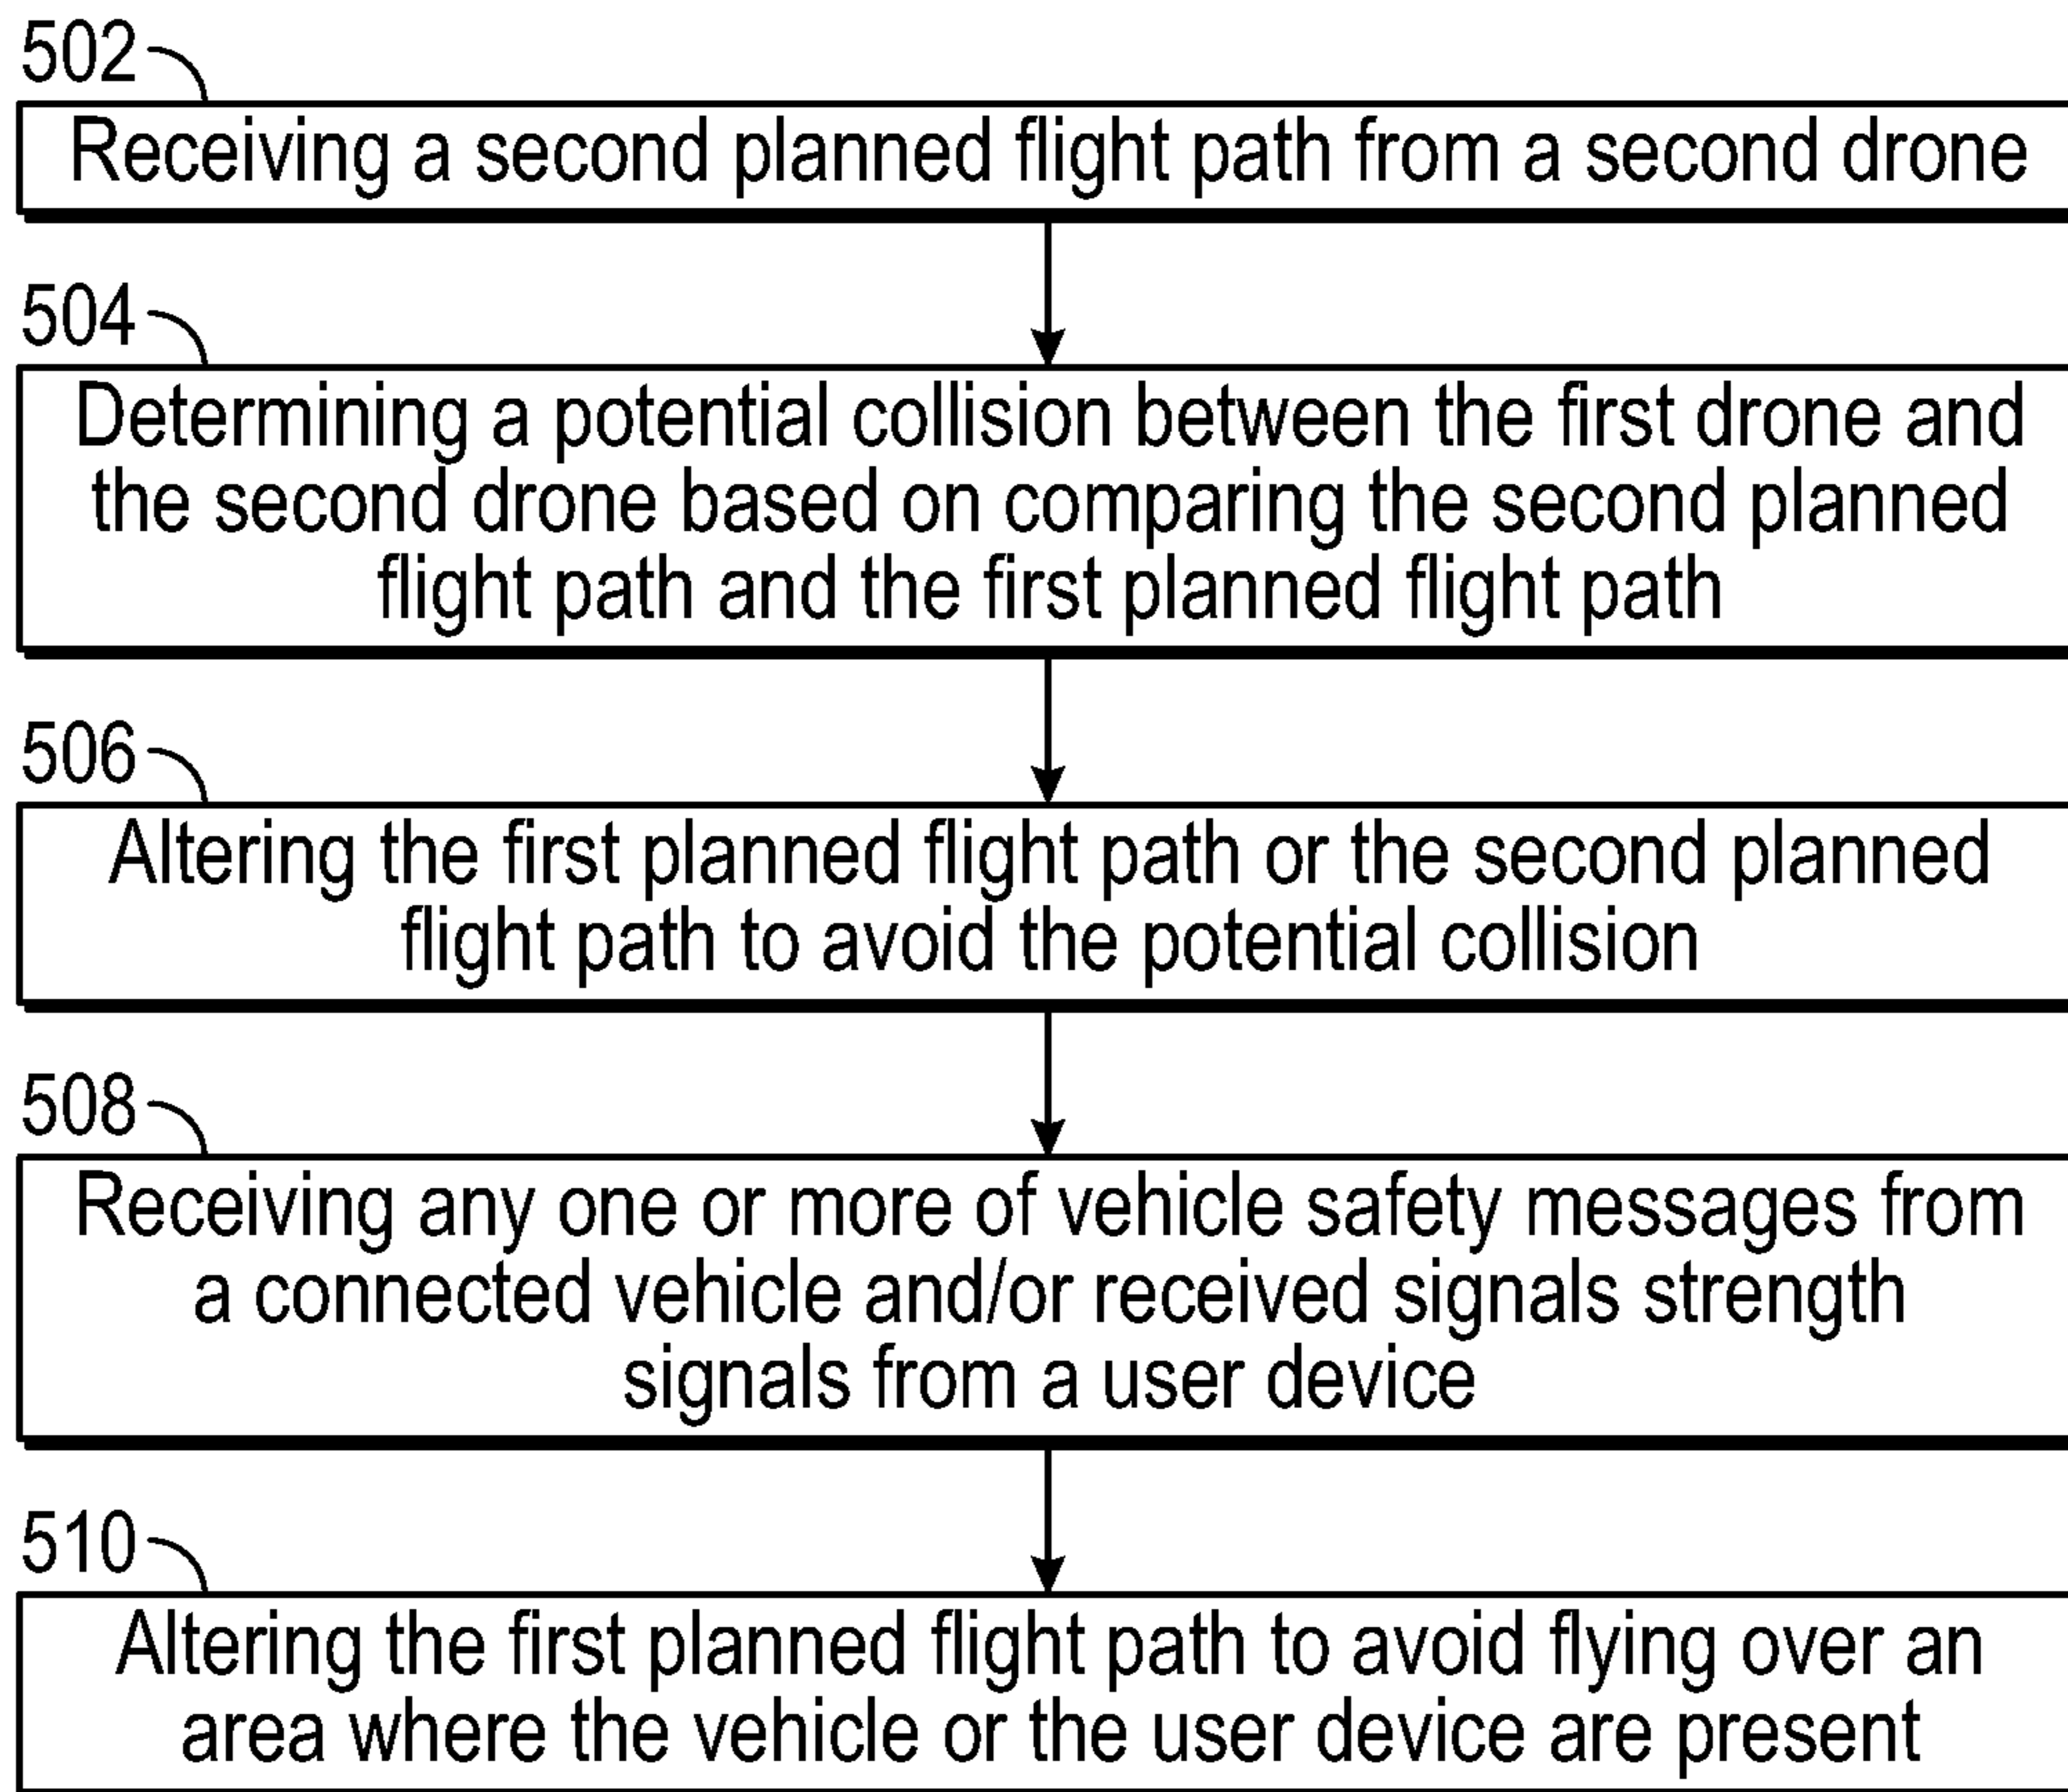 502
Receiving a second planned flight path from a second drone
504
Determining a potential collision between the first drone and
the second drone based on comparing the second planned
flight path and the first planned flight path
506
Altering the first planned flight path or the second planned
flight path to avoid the potential collision
508
Receiving any one or more of vehicle safety messages from
a connected vehicle and/or received signals strength
signals from a user device
510
Altering the first planned flight path to avoid flying over an
area where the vehicle or the user device are present